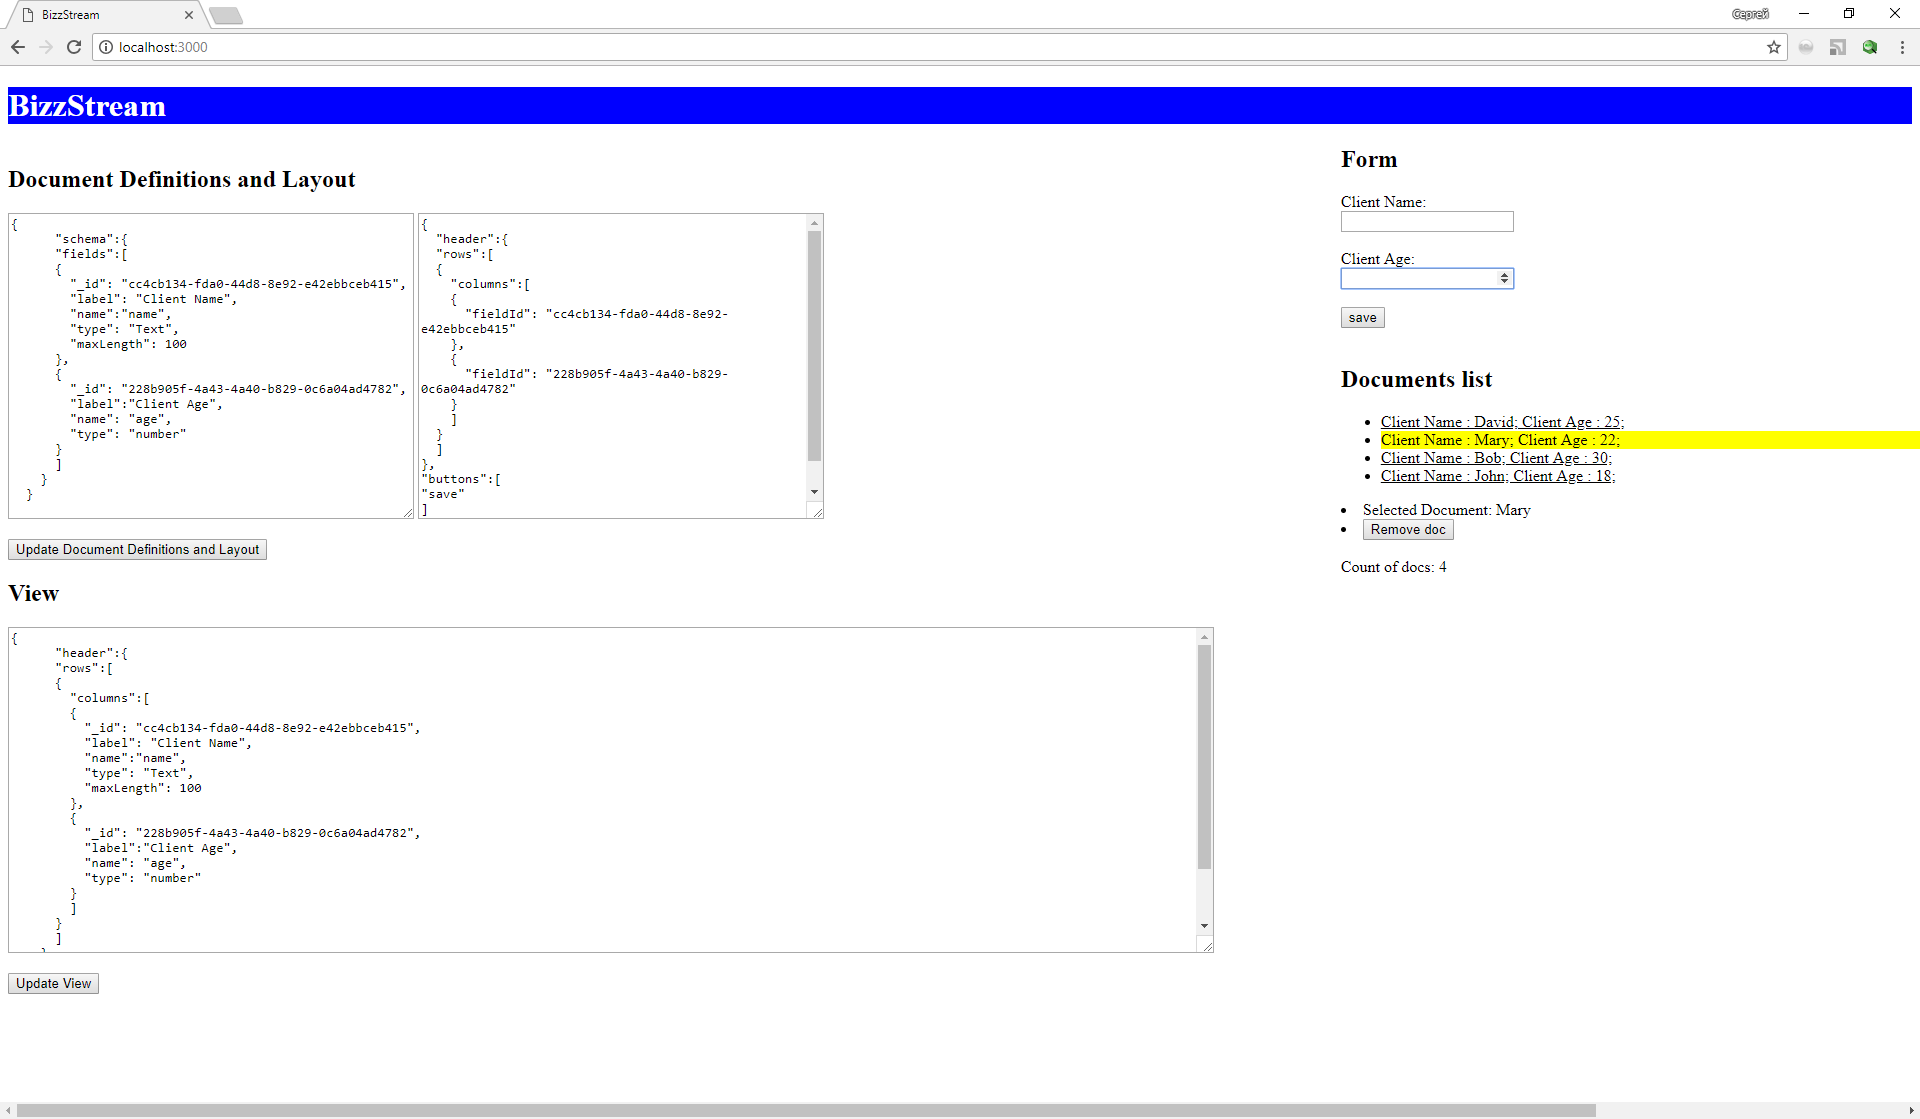 BizzStream
Сергей
localhost:3000
BizzStream
Document Definitions and Layout
{
"schema":{
"fields":[
{
"_id": "cc4cb134-fda0-44d8-8e92-e42ebbceb415",
"label": "Client Name",
"name":"name",
"type": "Text",
"maxLength": 100
},
{
"_id": "228b905f-4a43-4a40-b829-0c6a04ad4782",
"label":"Client Age",
"name": "age",
"type": "number"
}
]
}
}
{
"header":{
"rows":[
{
"columns":[
{
"fieldId": "cc4cb134-fda0-44d8-8e92-
e42ebbceb415"
},
{
"fieldId": "228b905f-4a43-4a40-b829-
0c6a04ad4782"
}
]
}
]
},
"buttons":[
"save"
]
Update Document Definitions and Layout
View
{
"header":{
"rows":[
{
"columns":[
{
"_id": "cc4cb134-fda0-44d8-8e92-e42ebbceb415",
"label": "Client Name",
"name":"name",
"type": "Text",
"maxLength": 100
},
{
"_id": "228b905f-4a43-4a40-b829-0c6a04ad4782",
"label":"Client Age",
"name": "age",
"type": "number"
}
]
}
]
}
Update View
Form
Client Name:
Client Age:
save
Documents list
Client Name : David; Client Age : 25;
Client Name : Mary; Client Age : 22;
Client Name : Bob; Client Age : 30;
Client Name : John; Client Age : 18;
Selected Document: Mary
Remove doc
Count of docs: 4